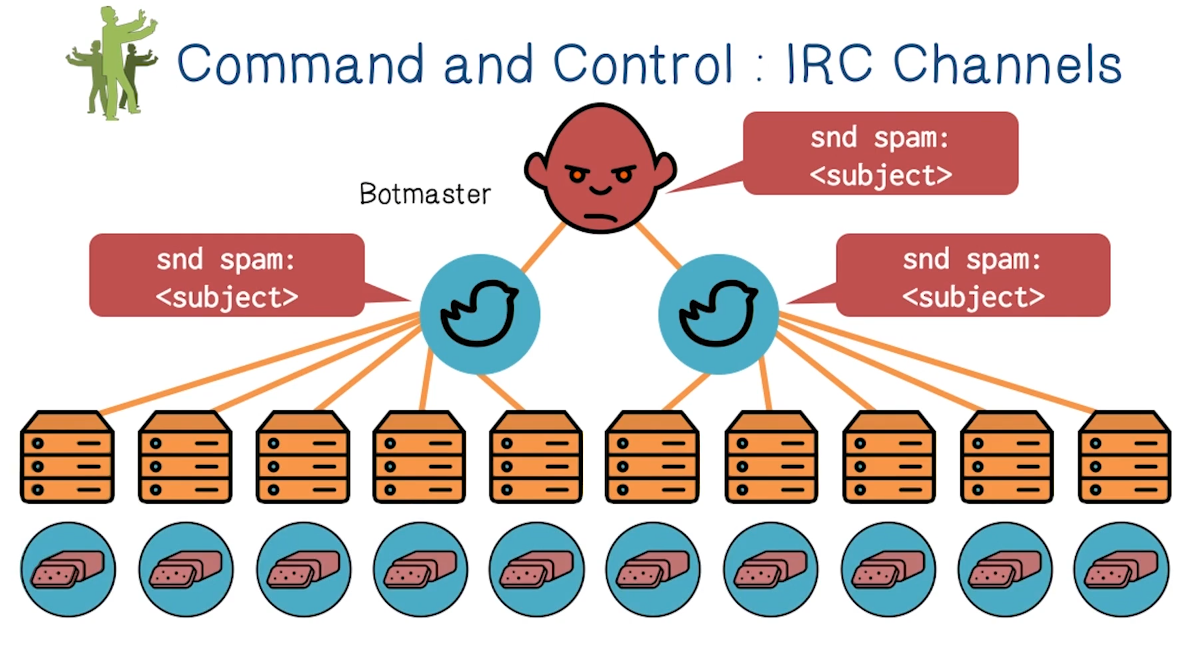 Command and Control : IRC Channels
snd spam:
<subject>
Botmaster
snd spam:
<subject>
snd spam:
<subject>